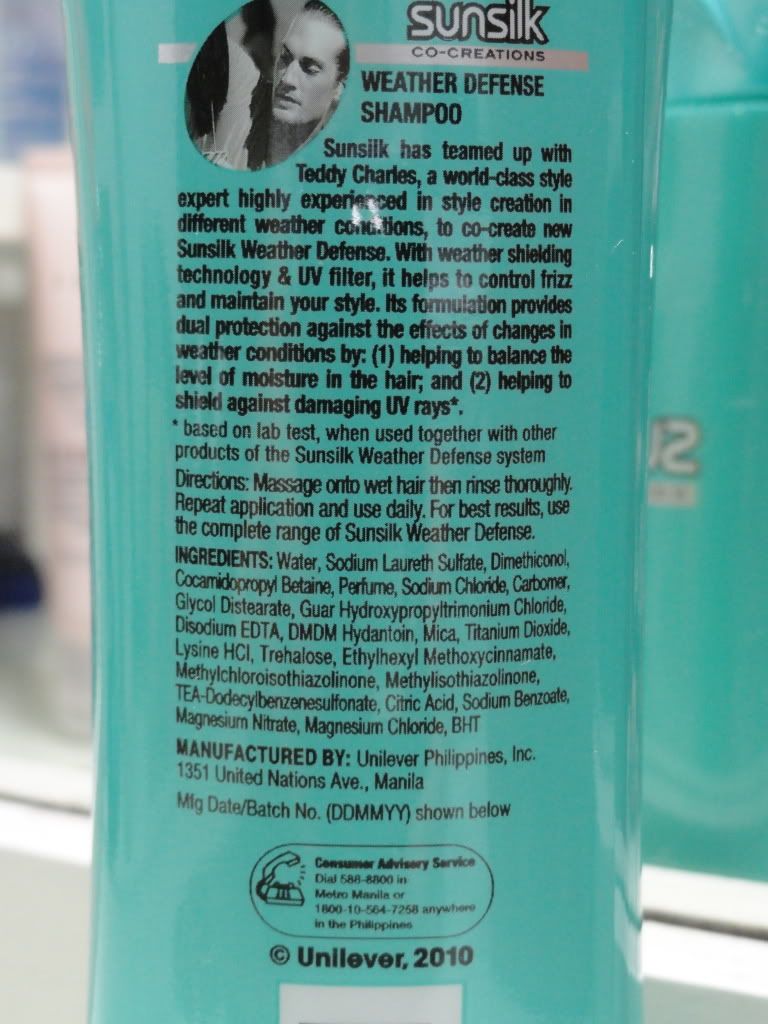 sunsilk
CO-CREATIONS
WEATHER DEFENSE
SHAMPOO
Sunsilk has teamed up with
Teddy Charles, a world-class style
expert highly experienced in style creation in
different weather conditions, to co-create new
Sunsilk Weather Defense. With weather shielding
technology & UV filter, it helps to control frizz
and maintain your style. Its formulation provides
dual protection against the effects of changes in
weather conditions by: (1) helping to balance the
level of moisture in the hair; and (2) helping to
shield against damaging UV rays*.
* based on lab test, when used together with other
products of the Sunsilk Weather Defense system
Directions: Massage onto wet hair then rinse thoroughly.
Repeat application and use daily. For best results, use
the complete range of Sunsilk Weather Defense.
INGREDIENTS: Water, Sodium Laureth Sulfate, Dimethiconol,
Cocamidopropyl Betaine, Perfume, Sodium Chloride, Carbomer,
Glycol Distearate, Guar Hydroxypropyltrimonium Chloride,
Disodium EDTA, DMDM Hydantoin, Mica, Titanium Dioxide,
Lysine HCl, Trehalose, Ethylhexyl Methoxycinnamate,
Methylchloroisothiazolinone, Methylisothiazolinone,
TEA-Dodecylbenzenesulfonate, Citric Acid, Sodium Benzoate,
Magnesium Nitrate, Magnesium Chloride, BHT
MANUFACTURED BY: Unilever Philippines, Inc.
1351 United Nations Ave., Manila
Mfg Date/Batch No. (DDMMYY) shown below
Consumer Advisory Service
Dial 588-8800 in
Metro Manila or
1800-10-564-7258 anywhere
in the Philippines
© Unilever, 2010